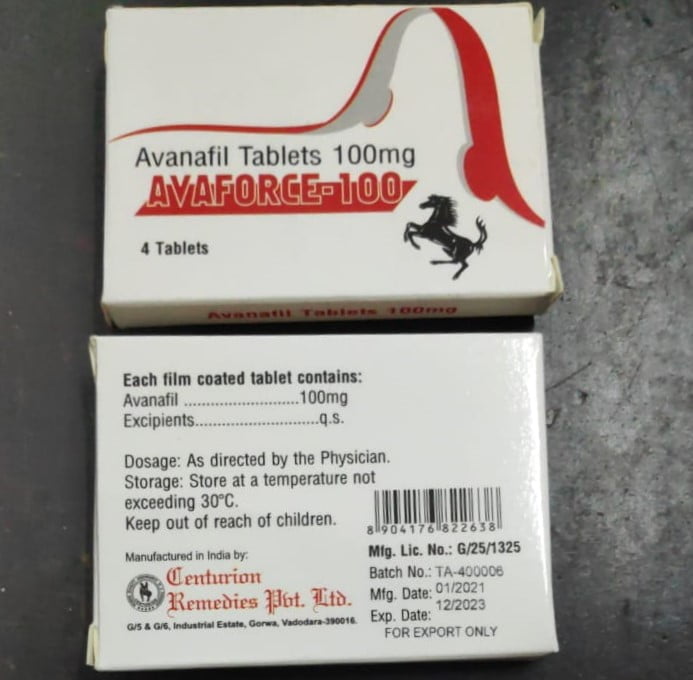 Avanafil Tablets 100mg
AVAFORCE-100
4 Tablets
Avanafil Tablets 100mg
Each film coated tablet contains:
Avanafil ...........................100mg
Excipients.............................q.s.
Dosage: As directed by the Physician.
Storage: Store at a temperature not
exceeding 30°C.
Keep out of reach of children.
8 904176 822638
Manufactured in India by:
Centurion
Remedies Pvt. Ltd.
G/5 & G/6, Industrial Estate, Gorwa, Vadodara-390016.
Mfg. Lic. No.: G/25/1325
Batch No.: TA-400006
Mfg. Date: 01/2021
Exp. Date: 12/2023
FOR EXPORT ONLY